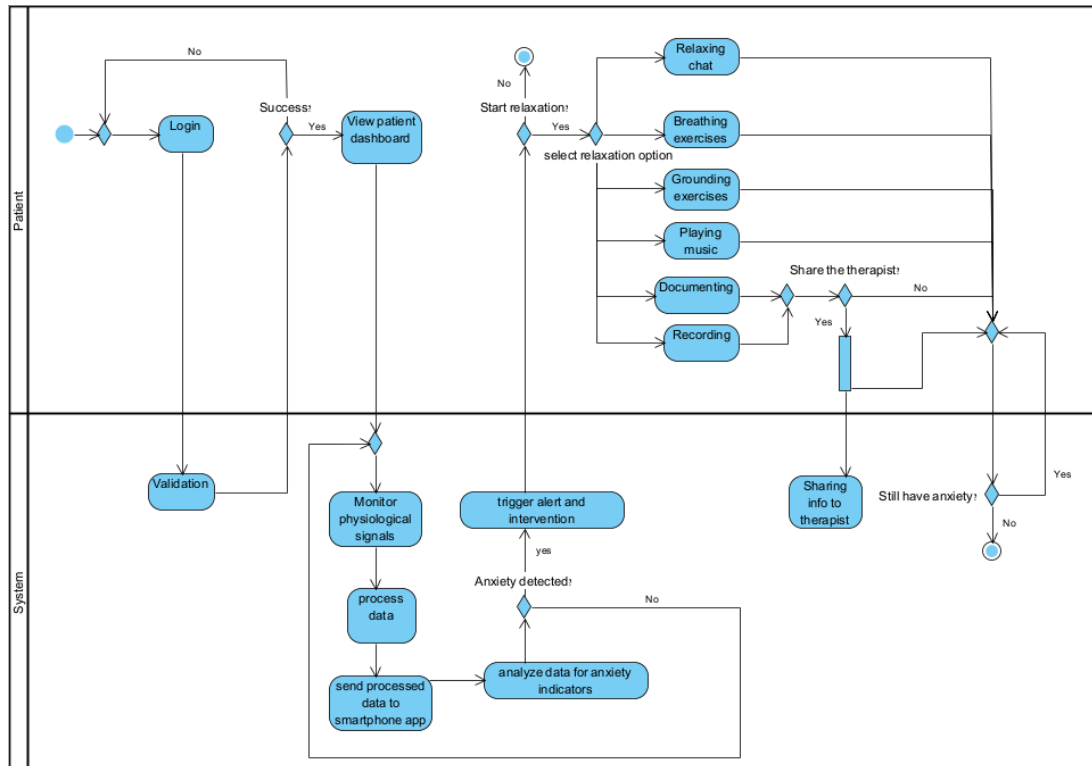 Patient
No
Login
Success!
Yes
View patient
dashboard
No
Start relaxation!
Yes
select relaxation option
Relaxing
chat
Breathing
exercises
Grounding
exercises
Playing
music
Documenting
Recording
Share the therapist!
No
Yes
System
Validation
Monitor
physiological
signals
process
data
send processed
data to
smartphone app
trigger alert and
intervention
yes
Anxiety detected!
No
analyze data for anxiety
indicators
Sharing
info to
therapist
Still have anxiety!
Yes
No